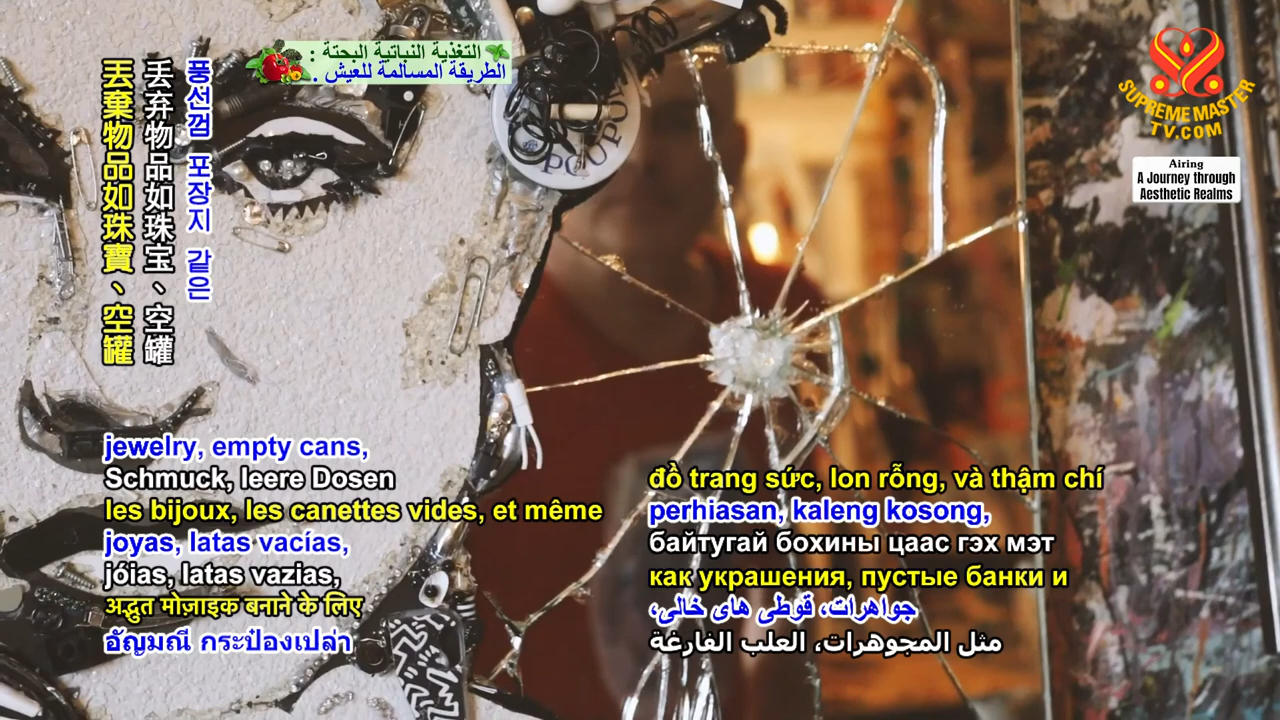 التغذية النباتية البحتة :
الطريقة المسالمة للعيش .
SUPREME MASTER
TV.COM
Airing
A Journey through
Aesthetic Realms
丟棄物品如珠寶、空罐
丢弃物品如珠宝、空罐
풍선껌 포장지 같은
POUPOU
jewelry, empty cans,
Schmuck, leere Dosen
les bijoux, les canettes vides, et même
joyas, latas vacías,
jóias, latas vazias,
अद्भुत मोज़ाइक बनाने के लिए
อัญมณี กระป๋องเปล่า
đồ trang sức, lon rỗng, và thậm chí
perhiasan, kaleng kosong,
байтугай бохины цаас гэх мэт
как украшения, пустые банки и
جواهرات، قوطی های خالی،
مثل المجوهرات، العلب الفارغة